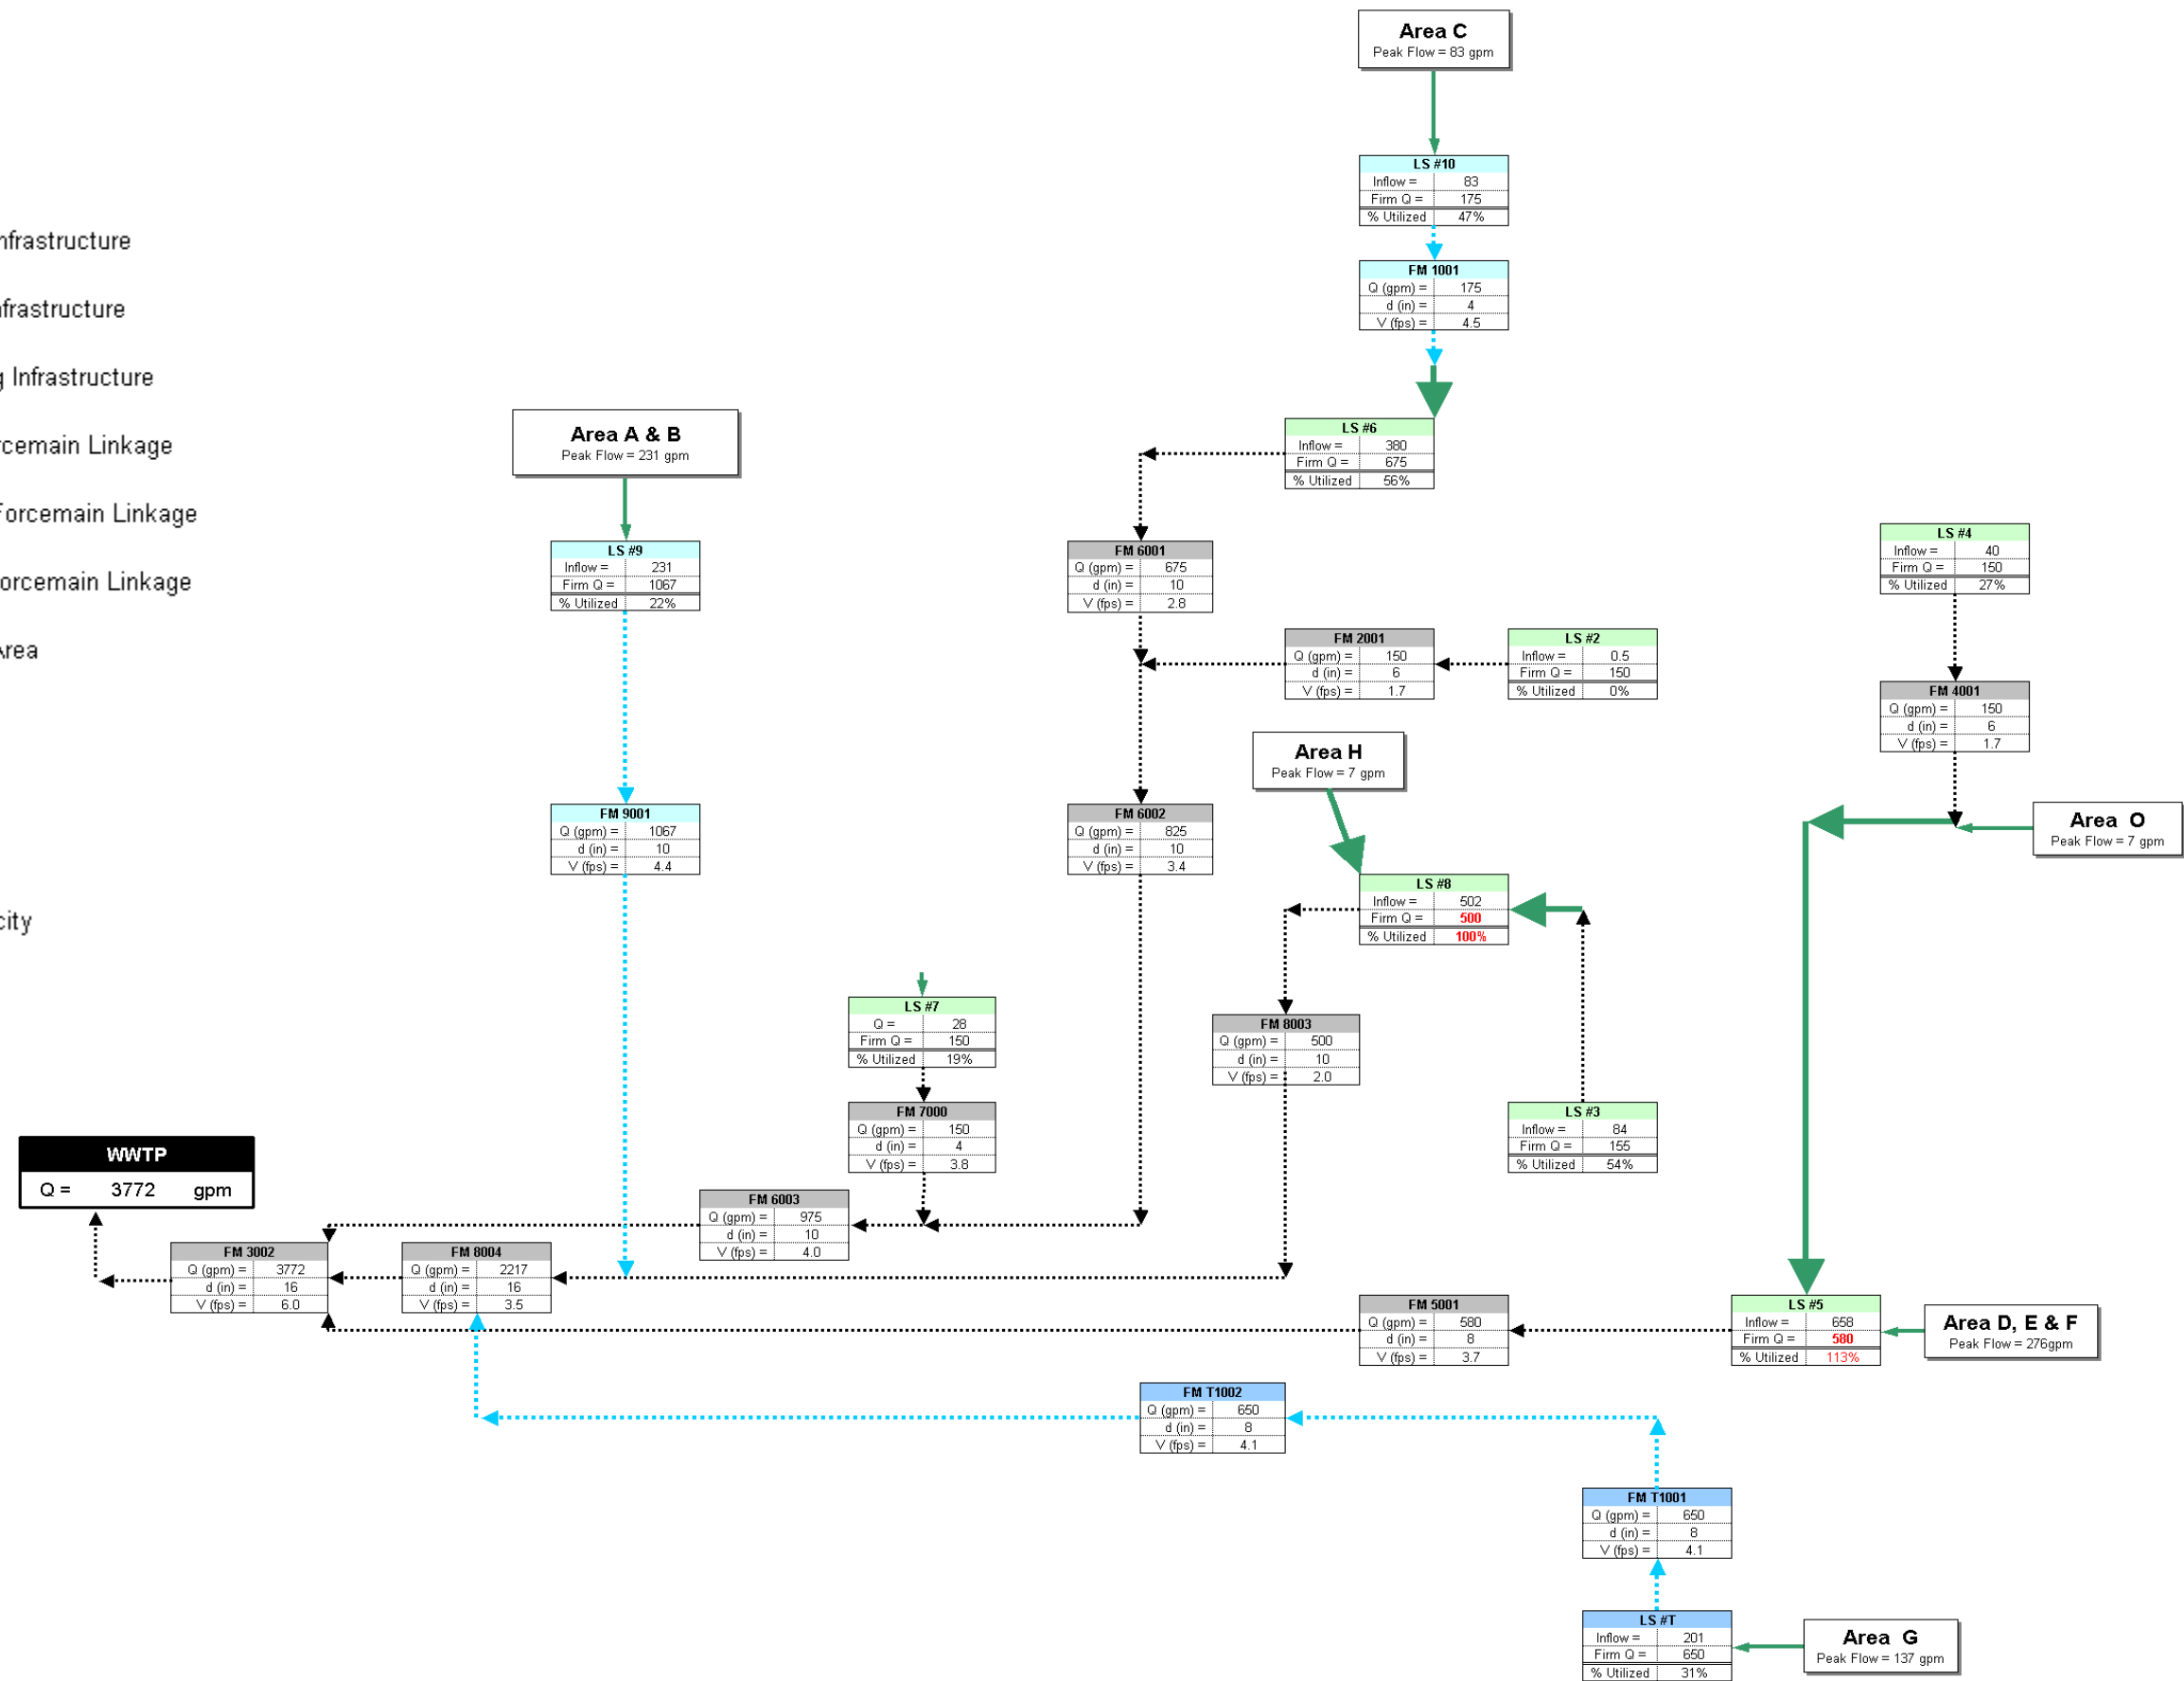 Area C
Peak Flow = 83 gpm
LS #10
Inflow = 83
Firm Q = 175
% Utilized 47%
nfrastructure
FM 1001
Q (gpm) = 175
d (in) = 4
V (fps) = 4.5
nfrastructure
g Infrastructure
rcemain Linkage
Forcemain Linkage
orcemain Linkage
Area
city
Area A & B
Peak Flow = 231 gpm
LS #6
Inflow = 380
Firm Q = 675
% Utilized 56%
LS #9
Inflow = 231
Firm Q = 1067
% Utilized 22%
FM 6001
Q (gpm) = 675
d (in) = 10
V (fps) = 2.8
LS #4
Inflow = 40
Firm Q = 150
% Utilized 27%
FM 2001
Q (gpm) = 150
d (in) = 6
V (fps) = 1.7
LS #2
Inflow = 0.5
Firm Q = 150
% Utilized 0%
FM 4001
Q (gpm) = 150
d (in) = 6
V (fps) = 1.7
Area H
Peak Flow = 7 gpm
FM 9001
Q (gpm) = 1067
d (in) = 10
V (fps) = 4.4
FM 6002
Q (gpm) = 825
d (in) = 10
V (fps) = 3.4
Area O
Peak Flow = 7 gpm
LS #8
Inflow = 502
Firm Q = 500
% Utilized 100%
LS #7
Q = 28
Firm Q = 150
% Utilized 19%
FM 8003
Q (gpm) = 500
d (in) = 10
V (fps) = 2.0
FM 7000
Q (gpm) = 150
d (in) = 4
V (fps) = 3.8
LS #3
Inflow = 84
Firm Q = 155
% Utilized 54%
WWTP
Q = 3772 gpm
FM 6003
Q (gpm) = 975
d (in) = 10
V (fps) = 4.0
FM 3002
Q (gpm) = 3772
d (in) = 16
V (fps) = 6.0
FM 8004
Q (gpm) = 2217
d (in) = 16
V (fps) = 3.5
FM 5001
Q (gpm) = 580
d (in) = 8
V (fps) = 3.7
LS #5
Inflow = 658
Firm Q = 580
% Utilized 113%
Area D, E & F
Peak Flow = 276gpm
FM T1002
Q (gpm) = 650
d (in) = 8
V (fps) = 4.1
FM T1001
Q (gpm) = 650
d (in) = 8
V (fps) = 4.1
LS #T
Inflow = 201
Firm Q = 650
% Utilized 31%
Area G
Peak Flow = 137 gpm